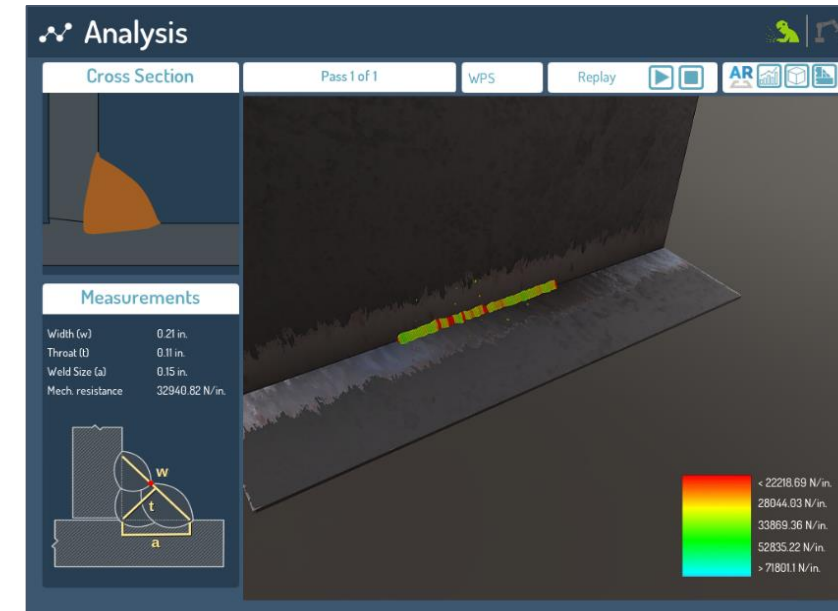 Analysis
Cross Section
Pass 1 of 1
WPS
Replay
AR
Measurements
Width (w) 0.21 in.
Throat (t) 0.11 in.
Weld Size (a) 0.15 in.
Mech. resistance 32940.82 N/in.
w
t
a
< 22218.69 N/in.
28044.03 N/in.
33869.36 N/in.
52835.22 N/in.
> 71801.1 N/in.